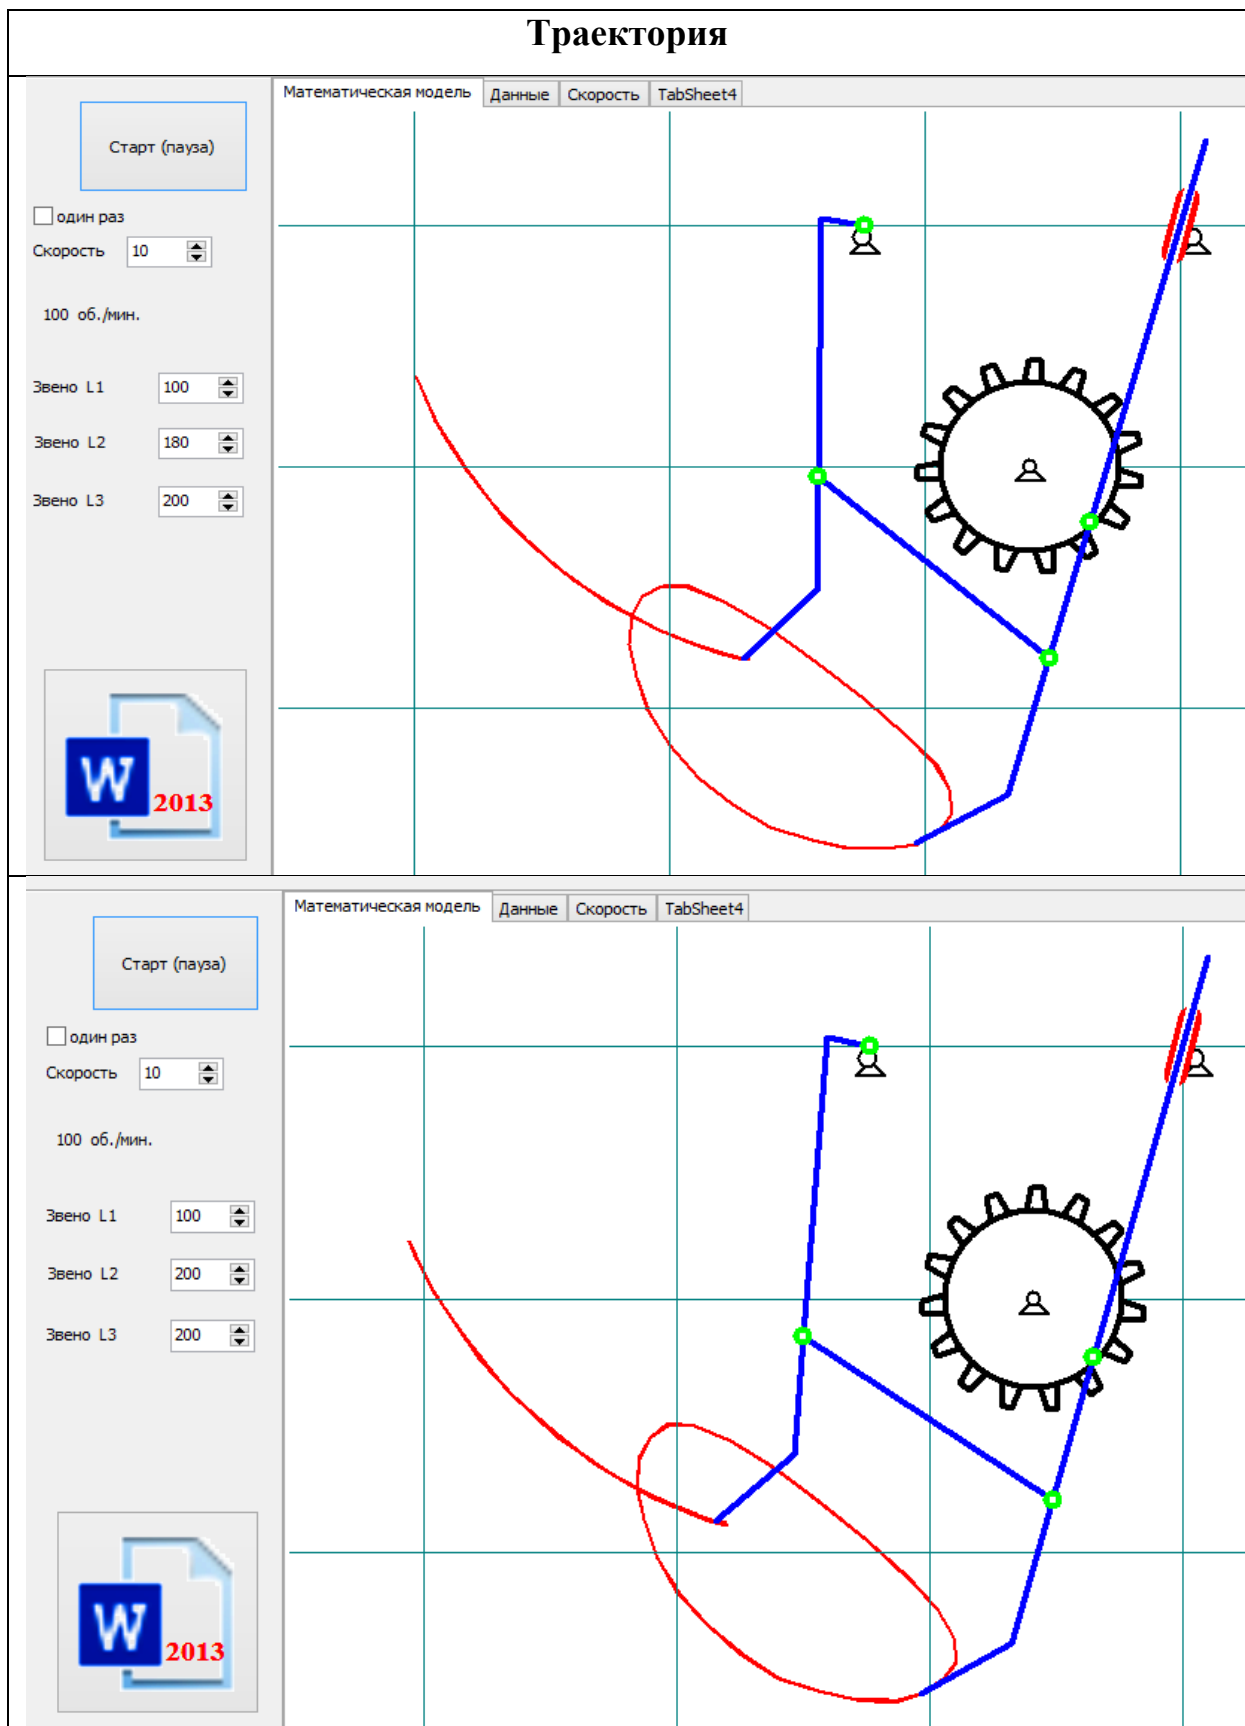 Траектория
Математическая модель Данные Скорость TabSheet4
Старт (пауза)
один раз
Скорость 10
100 об./мин.
Звено L1 100
Звено L2 180
Звено L3 200
W 2013
Математическая модель Данные Скорость TabSheet4
Старт (пауза)
один раз
Скорость 10
100 об./мин.
Звено L1 100
Звено L2 200
Звено L3 200
W 2013